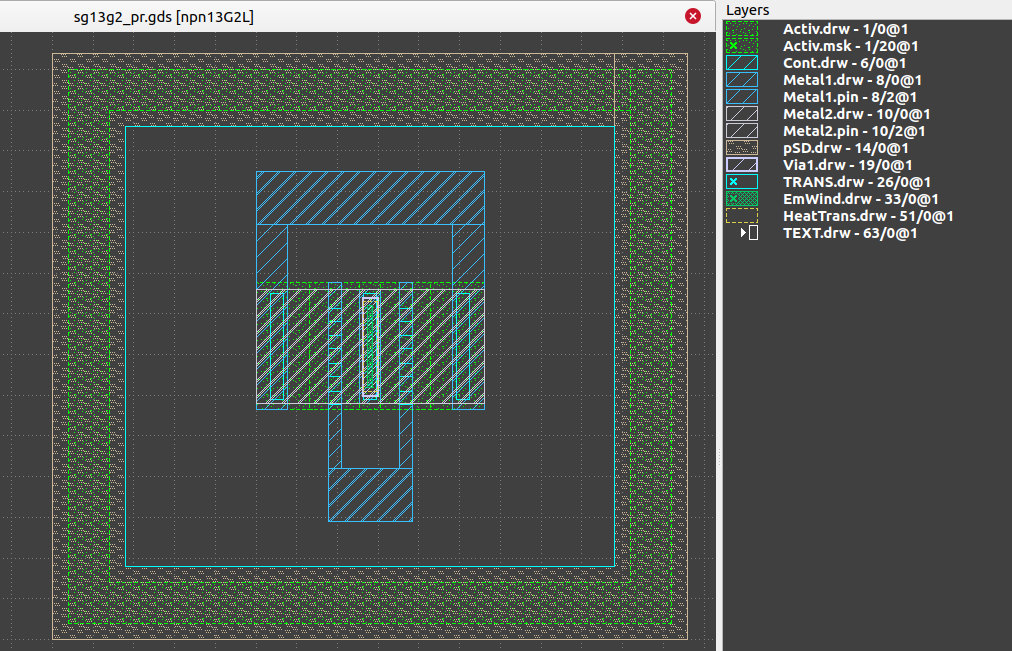 sg13g2_pr.gds [npn13G2L]
Layers
Activ.drw - 1/0@1
Activ.msk - 1/20@1
Cont.drw - 6/0@1
Metal1.drw - 8/0@1
Metal1.pin - 8/2@1
Metal2.drw - 10/0@1
Metal2.pin - 10/2@1
pSD.drw - 14/0@1
Via1.drw - 19/0@1
TRANS.drw - 26/0@1
EmWind.drw - 33/0@1
HeatTrans.drw - 51/0@1
TEXT.drw - 63/0@1